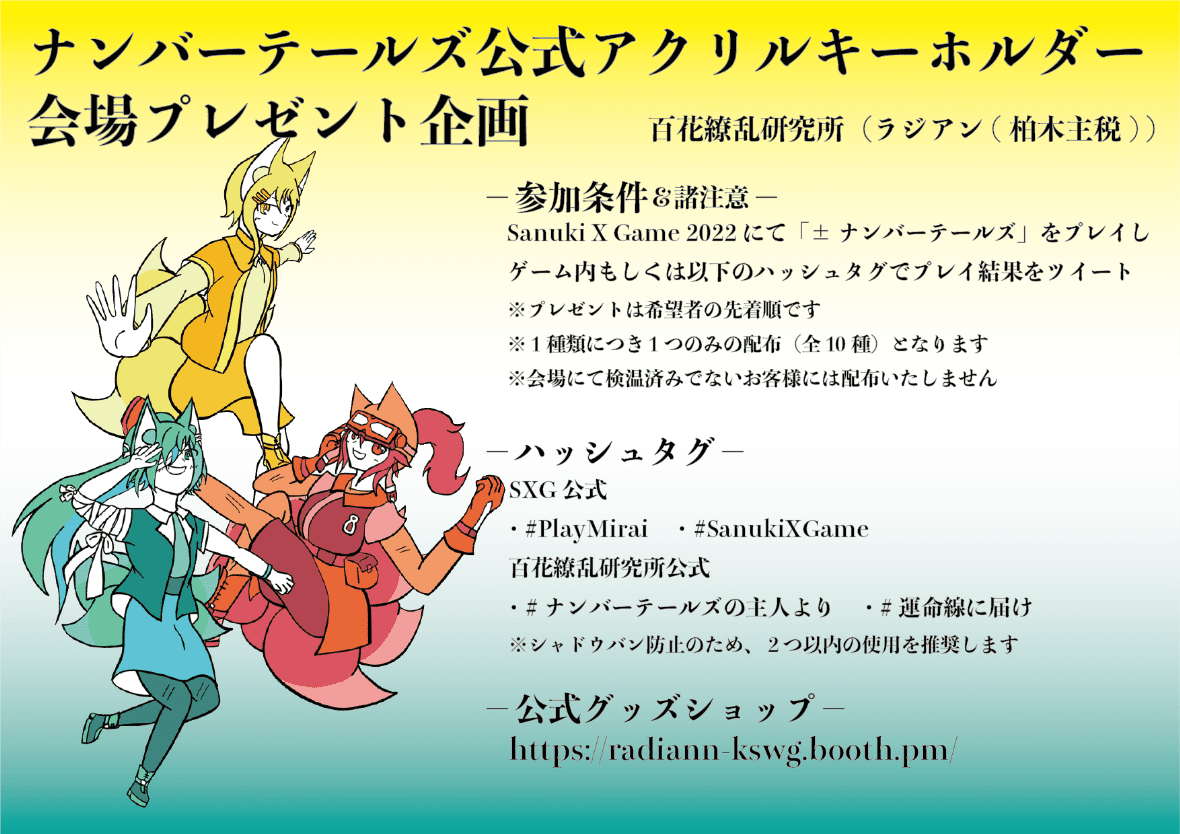 ナンバーテールズ公式アクリルキーホルダー
会場プレゼント企画
百花繚乱研究所（ラジアン(柏木主税)）
－参加条件&諸注意－
Sanuki X Game 2022にて「±ナンバーテールズ」をプレイし
ゲーム内もしくは以下のハッシュタグでプレイ結果をツイート
※プレゼントは希望者の先着順です
※１種類につき１つのみの配布（全10種）となります
※会場にて検温済みでないお客様には配布いたしません
－ハッシュタグ－
SXG公式
・#PlayMirai　・#SanukiXGame
百花繚乱研究所公式
・#ナンバーテールズの主人より　・#運命線に届け
※シャドウバン防止のため、２つ以内の使用を推奨します
－公式グッズショップ－
https://radiann-kswg.booth.pm/